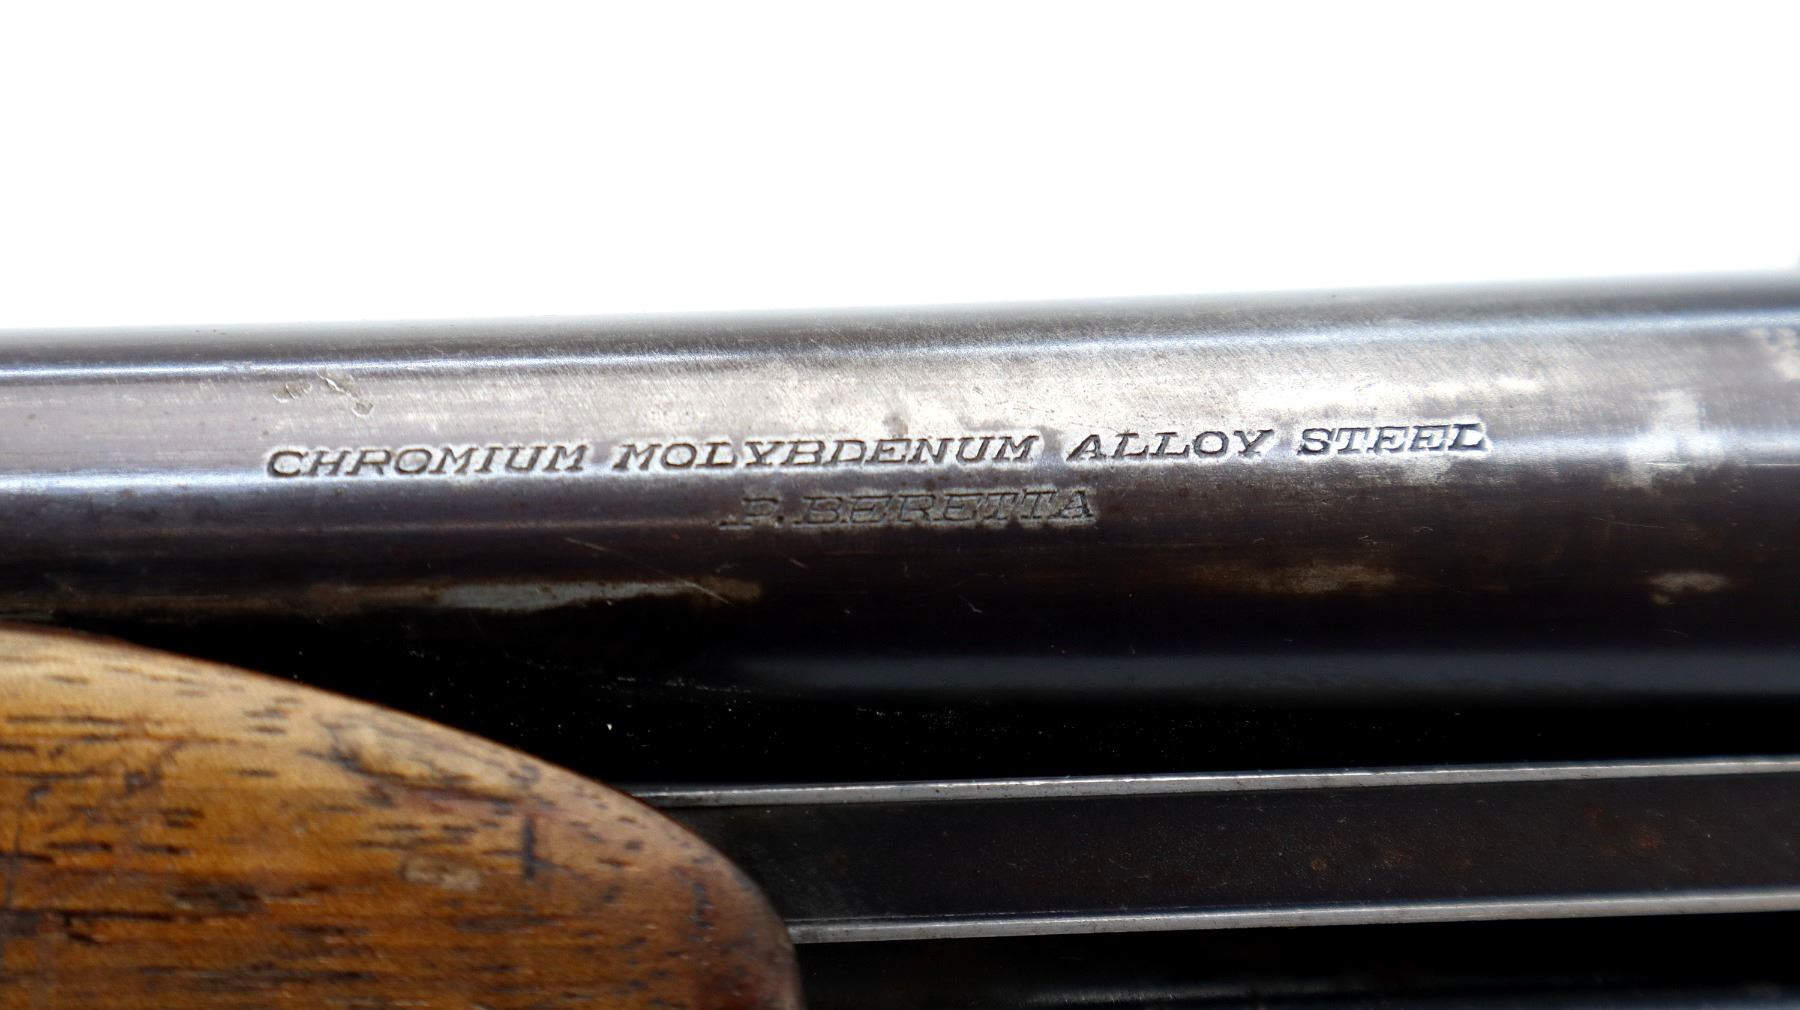 CHROMIUM MOLYBDENUM ALLOY STEEL
P. BERETTA